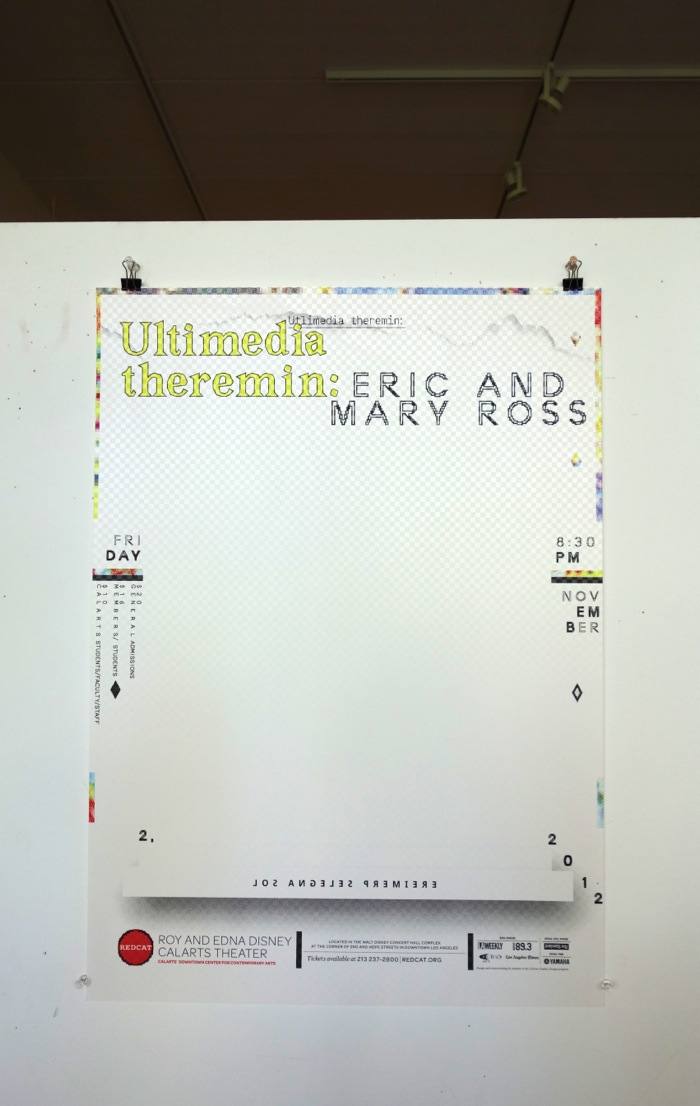 Utlimedia theremin:
Ultimedia
theremin: ERIC AND
MARY ROSS
FRI
DAY
8:30
PM
NOV
EM
BER
$20
GENERAL ADMISSIONS
$16
MEMBERS/ STUDENTS
$10
CALARTS STUDENTS/FACULTY/STAFF
2,
2
0
1
2
LOS ANGELES PREMIERE
REDCAT
ROY AND EDNA DISNEY
CALARTS THEATER
CALARTS' DOWNTOWN CENTER FOR CONTEMPORARY ARTS
LOCATED IN THE WALT DISNEY CONCERT HALL COMPLEX
AT THE CORNER OF 2ND AND HOPE STREETS IN DOWNTOWN LOS ANGELES
Tickets available at 213 237-2800 | REDCAT.ORG
WEEKLY
89.3
The Standard
Los Angeles Times
YAMAHA